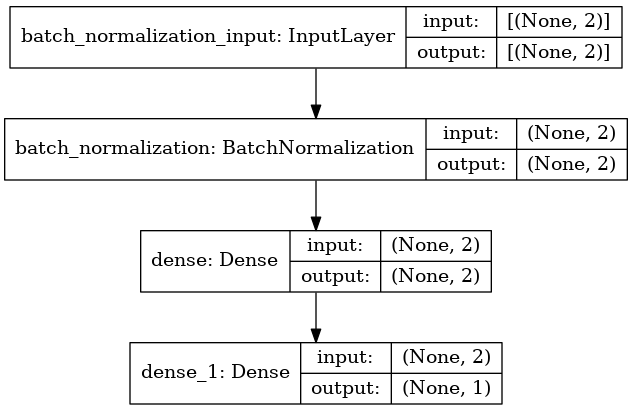 batch_normalization_input: InputLayer
input: [(None, 2)]
output: [(None, 2)]
batch_normalization: BatchNormalization
input: (None, 2)
output: (None, 2)
dense: Dense
input: (None, 2)
output: (None, 2)
dense_1: Dense
input: (None, 2)
output: (None, 1)